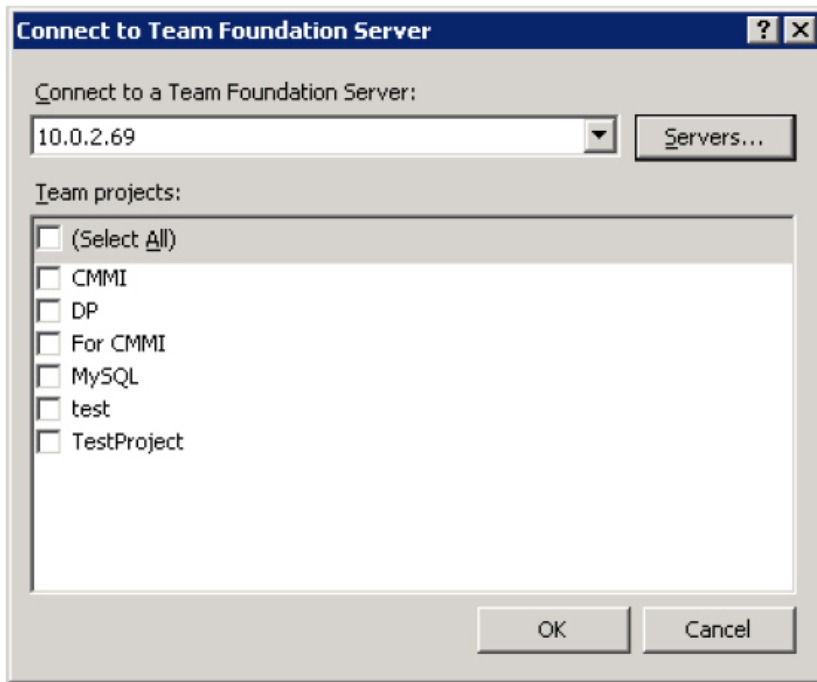 Connect to Team Foundation Server
Connect to a Team Foundation Server:
10.0.2.69
Servers...
Team projects:
(Select All)
CMMI
DP
For CMMI
MySQL
test
TestProject
OK
Cancel